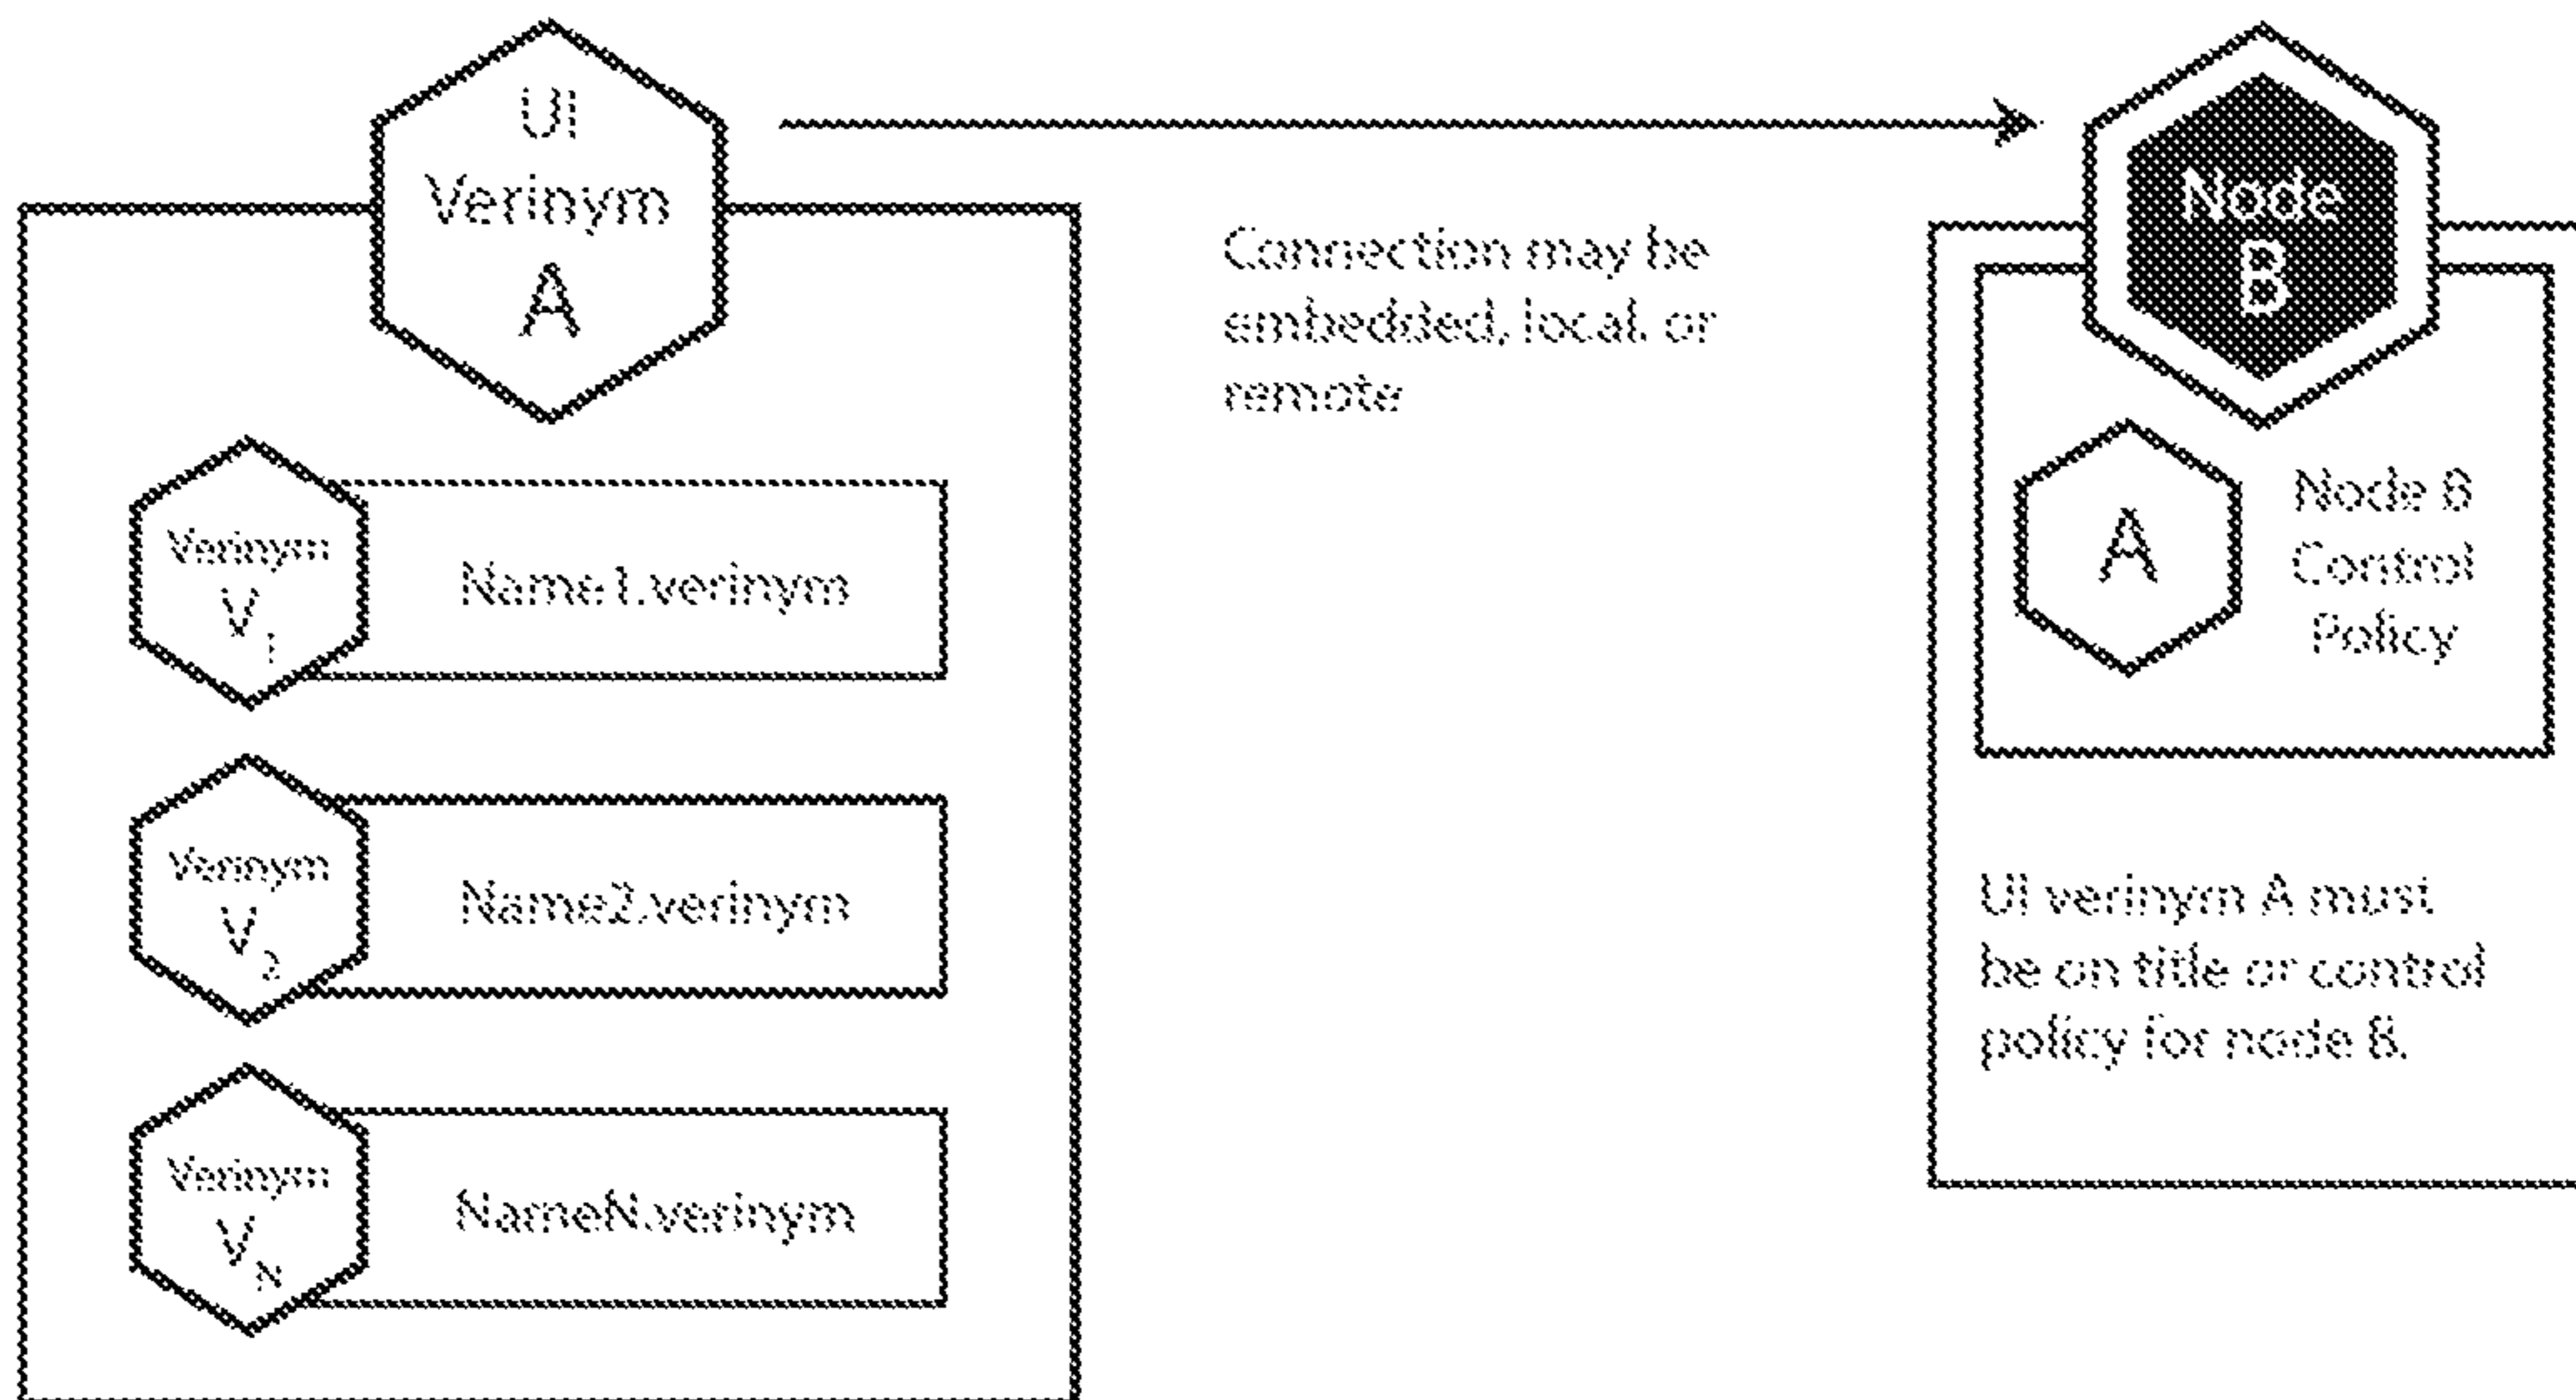 UI
Verinym
A
Verinym
V1
Name1.verinym
Verinym
V2
Name2.verinym
Verinym
VN
NameN.verinym
Connection may be
embedded, local, or
remote
Node
B
A
Node B
Control
Policy
UI verinym A must
be on title or control
policy for node B.